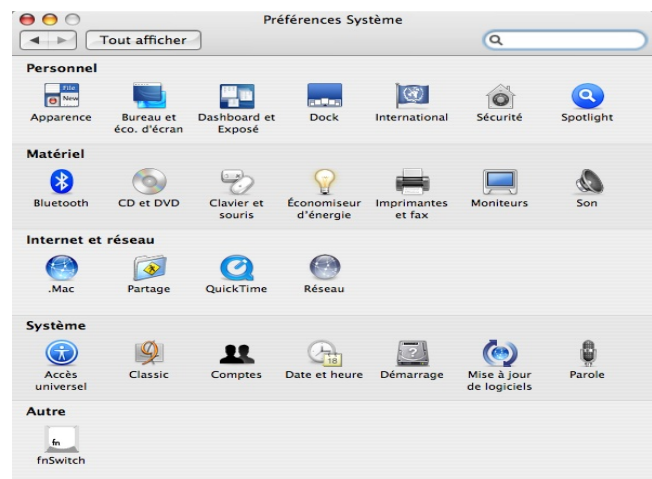 Préférences Système
Tout afficher
Personnel
File
New
Apparence
Bureau et
éco. d'écran
Dashboard et
Exposé
Dock
International
Sécurité
Spotlight
Matériel
Bluetooth
CD et DVD
Clavier et
souris
Économiseur
d'énergie
Imprimantes
et fax
Moniteurs
Son
Internet et réseau
.Mac
Partage
QuickTime
Réseau
Système
Accès
universel
Classic
Comptes
18
Date et heure
?
Démarrage
Mise à jour
de logiciels
Parole
Autre
fn
fnSwitch